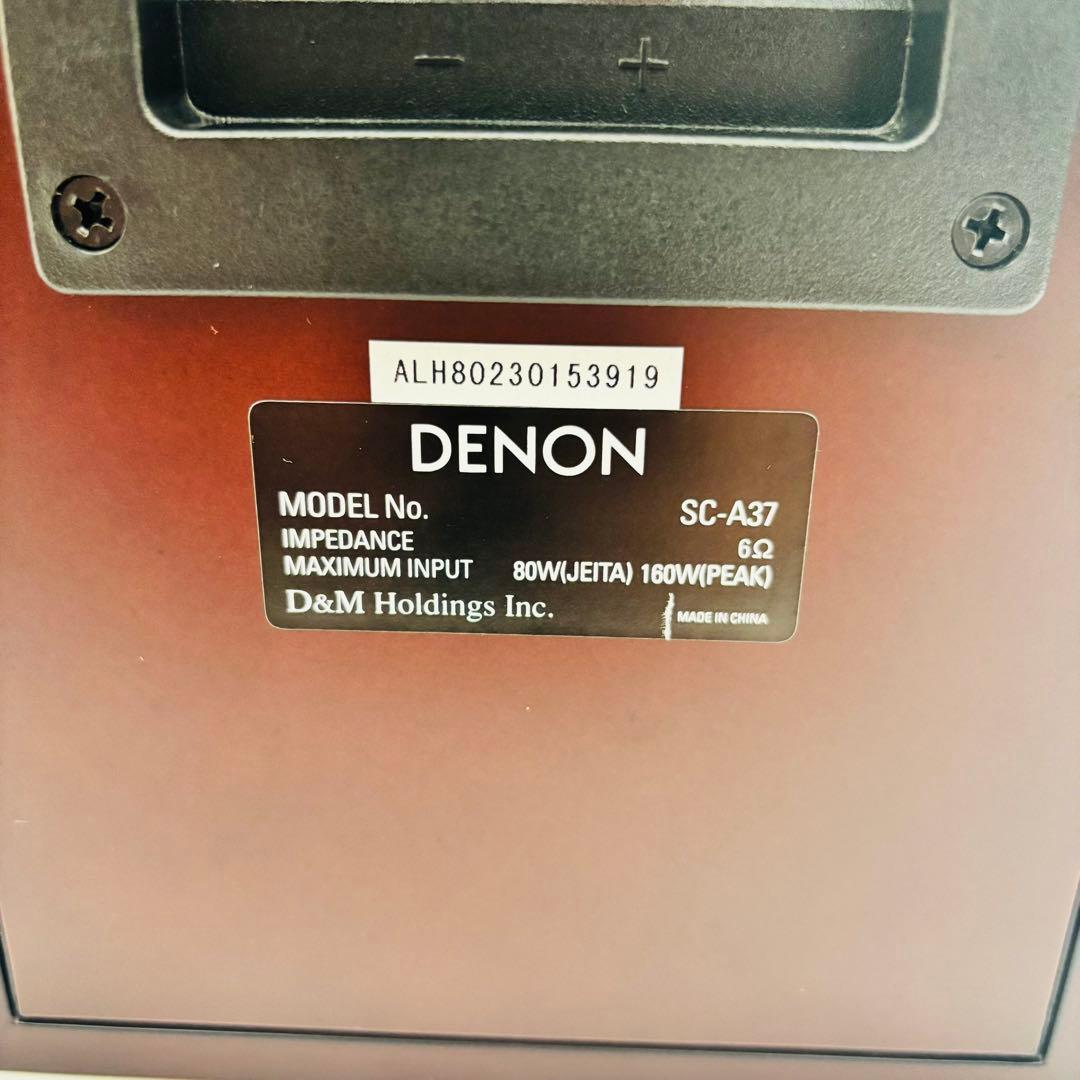 − +
ALH80230153919
DENON
MODEL No. SC-A37
IMPEDANCE 6Ω
MAXIMUM INPUT 80W(JEITA) 160W(PEAK)
D&M Holdings Inc. MADE IN CHINA